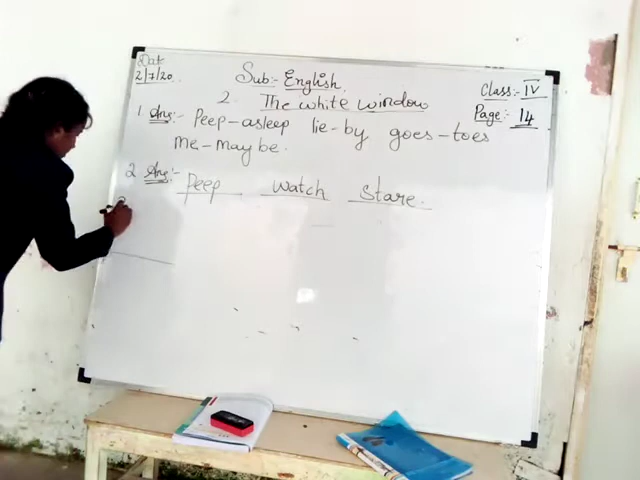 Date
2/7/20
Sub:- English.
Class:- IV
2. The white window
Page:- 14
1 Ans:- Peep-asleep lie-by goes-toes
me-maybe.
2 Ans:- Peep watch stare.